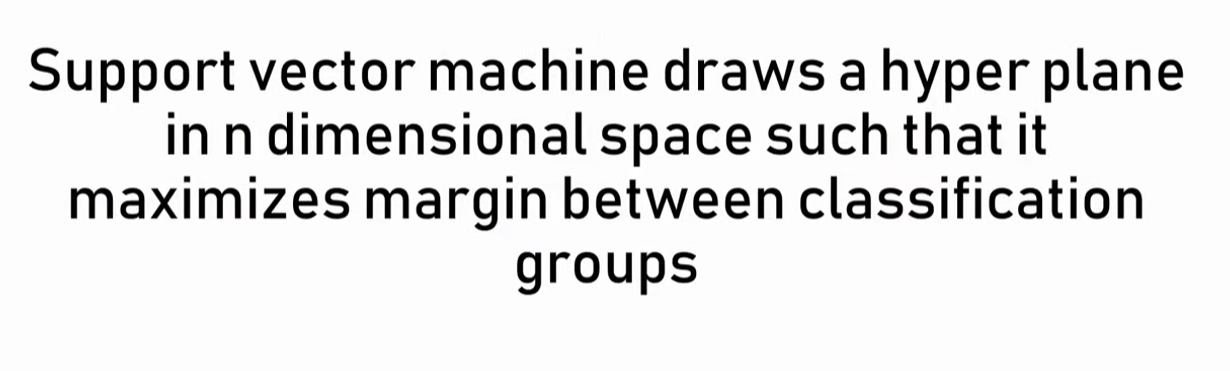 Support vector machine draws a hyper plane
in n dimensional space such that it
maximizes margin between classification
groups